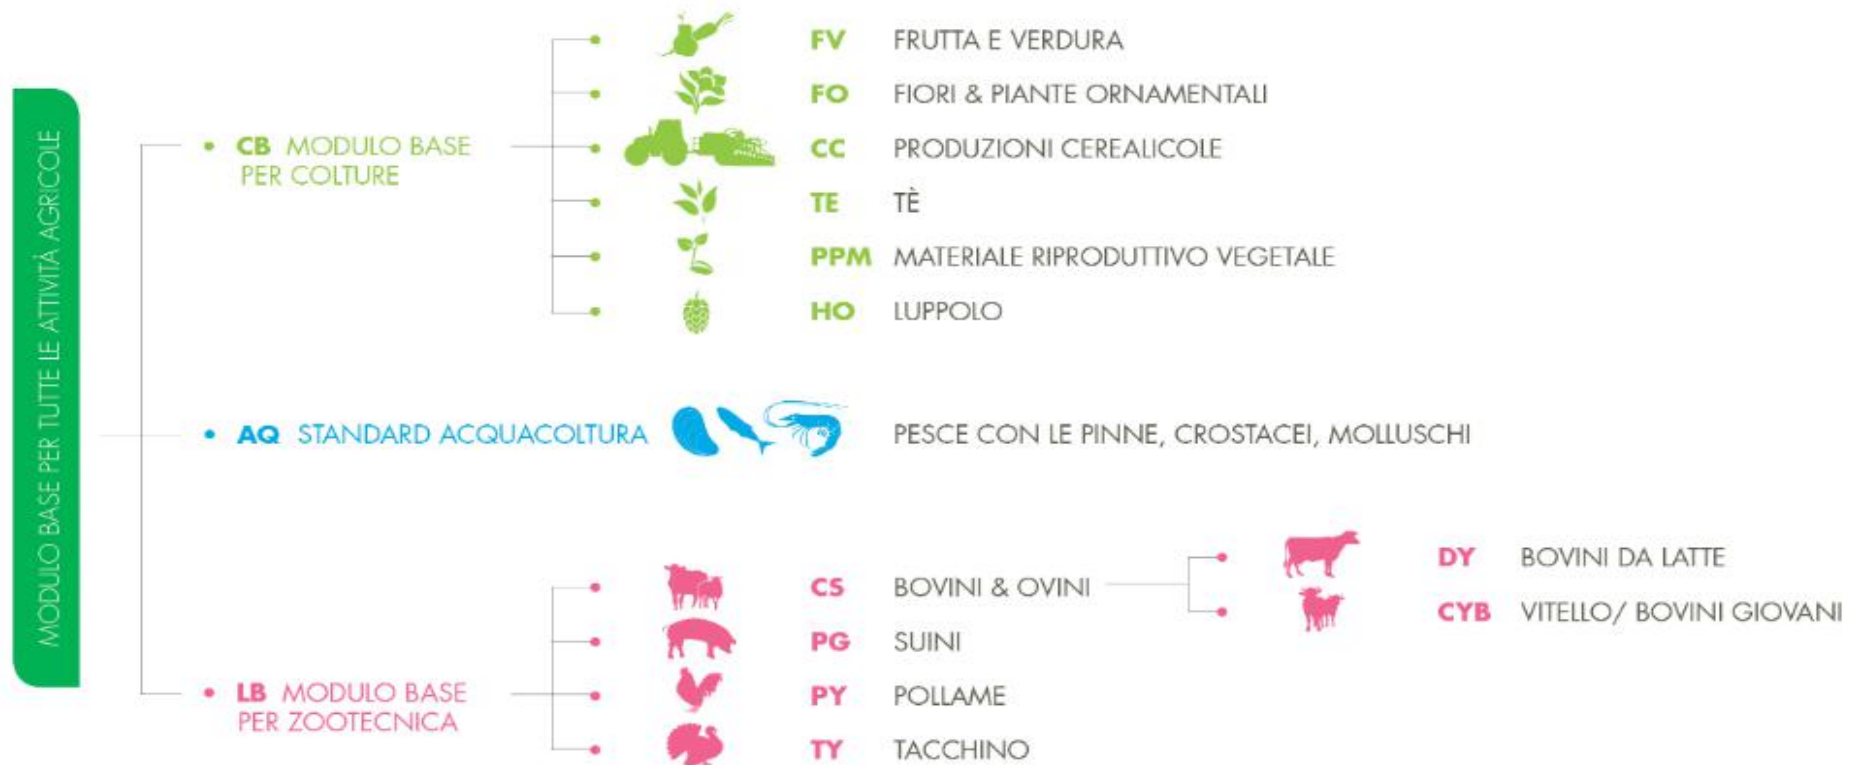 MODULO BASE PER TUTTE LE ATTIVITÀ AGRICOLE
CB MODULO BASE
PER COLTURE
FV FRUTTA E VERDURA
FO FIORI & PIANTE ORNAMENTALI
CC PRODUZIONI CEREALICOLE
TE TÈ
PPM MATERIALE RIPRODUTTIVO VEGETALE
HO LUPPOLO
AQ STANDARD ACQUACOLTURA
PESCE CON LE PINNE, CROSTACEI, MOLLUSCHI
LB MODULO BASE
PER ZOOTECNICA
CS BOVINI & OVINI
DY BOVINI DA LATTE
CYB VITELLO/ BOVINI GIOVANI
PG SUINI
PY POLLAME
TY TACCHINO